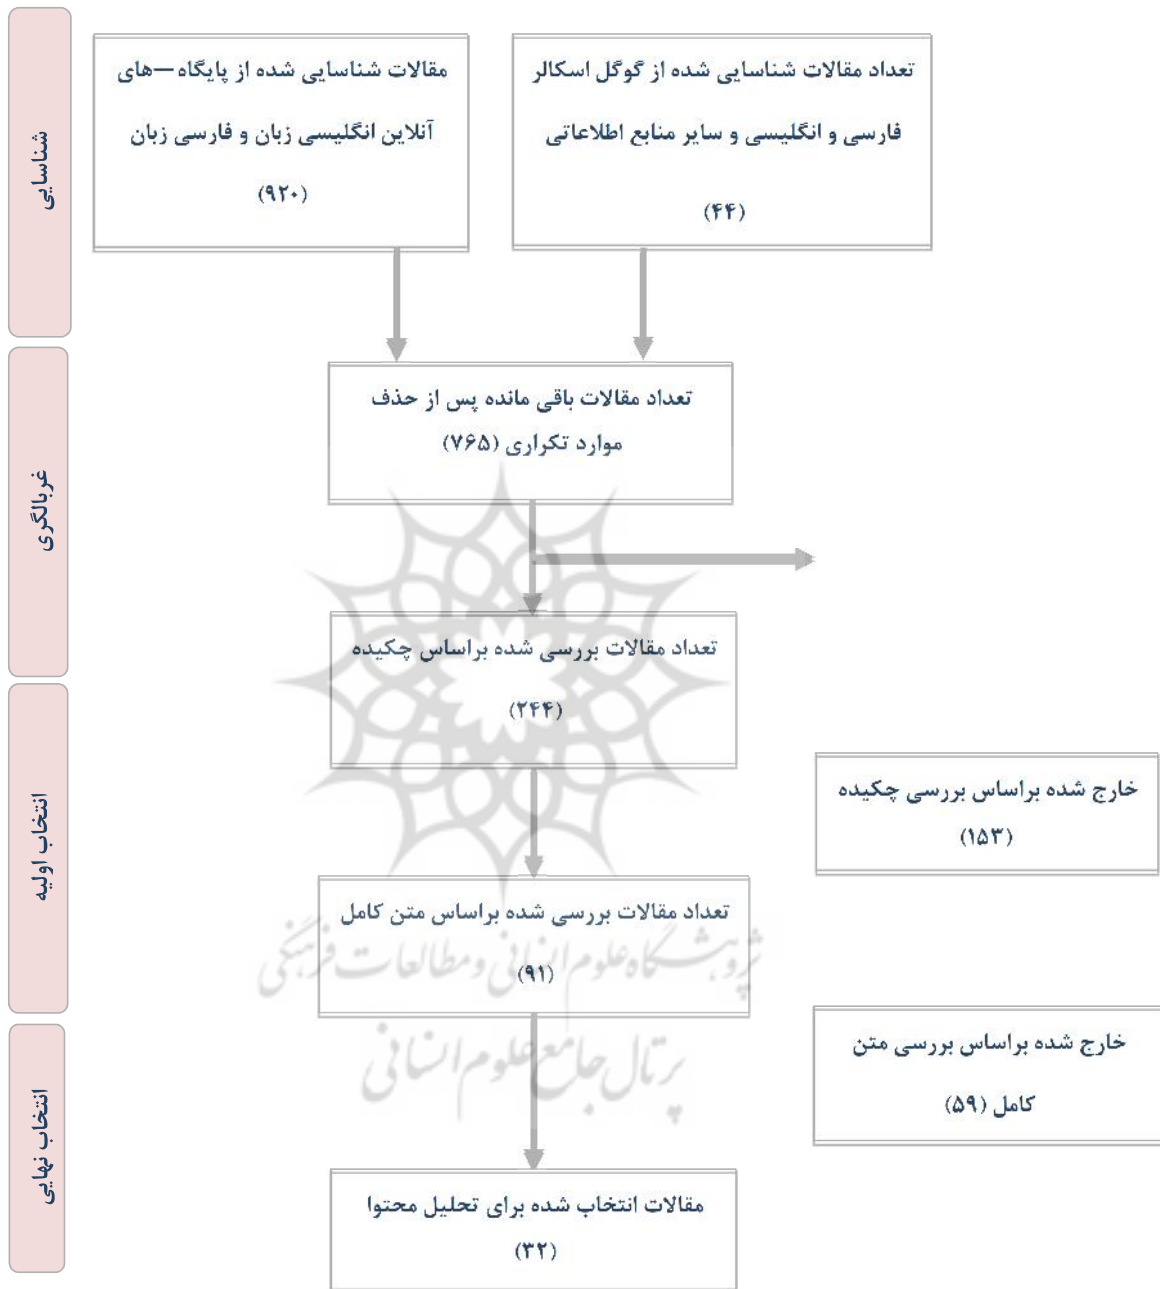 شناسایی
تعداد مقالات شناسایی شده از گوگل اسکالر
فارسی و انگلیسی و سایر منابع اطلاعاتی
(۴۴)
مقالات شناسایی شده از پایگاه—های
آنلاین انگلیسی زبان و فارسی زبان
(۹۲۰)
غربالگری
تعداد مقالات باقی مانده پس از حذف
موارد تکراری (۷۶۵)
تعداد مقالات بررسی شده براساس چکیده
(۲۴۴)
انتخاب اولیه
خارج شده براساس بررسی چکیده
(۱۵۳)
تعداد مقالات بررسی شده براساس متن کامل
(۹۱)
پژوهشگاه علوم انسانی و مطالعات فرهنگی
پرتال جامع علوم انسانی
انتخاب نهایی
خارج شده براساس بررسی متن
کامل (۵۹)
مقالات انتخاب شده برای تحلیل محتوا
(۳۲)